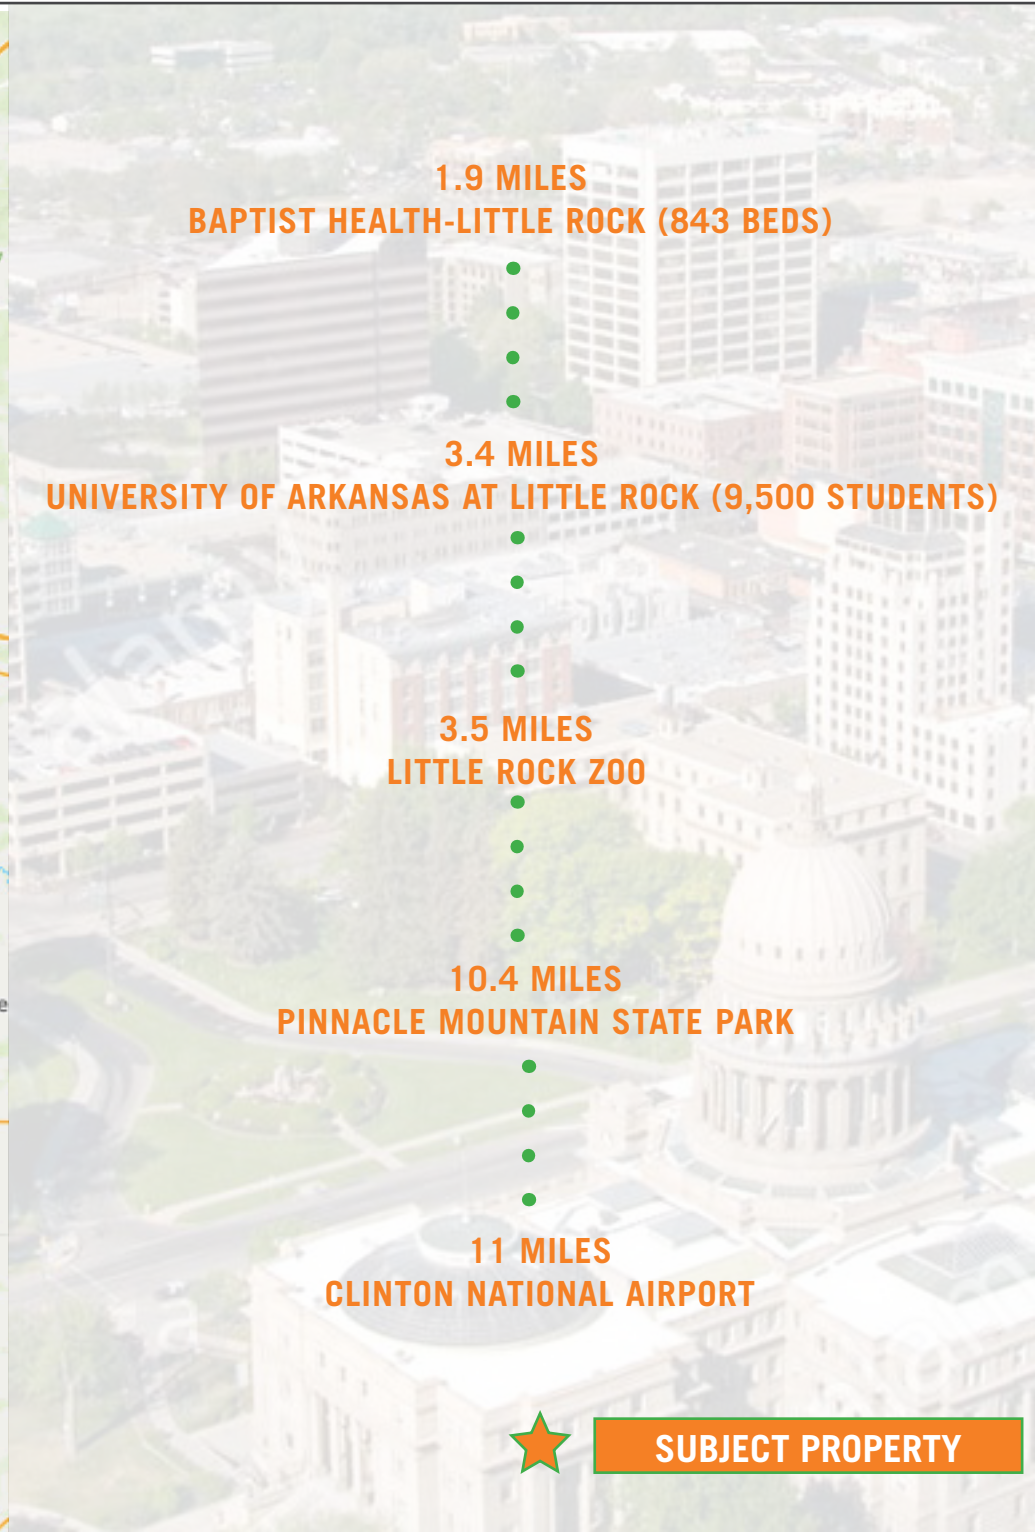 1.9 MILES
BAPTIST HEALTH-LITTLE ROCK (843 BEDS)
3.4 MILES
UNIVERSITY OF ARKANSAS AT LITTLE ROCK (9,500 STUDENTS)
3.5 MILES
LITTLE ROCK ZOO
10.4 MILES
PINNACLE MOUNTAIN STATE PARK
11 MILES
CLINTON NATIONAL AIRPORT
SUBJECT PROPERTY